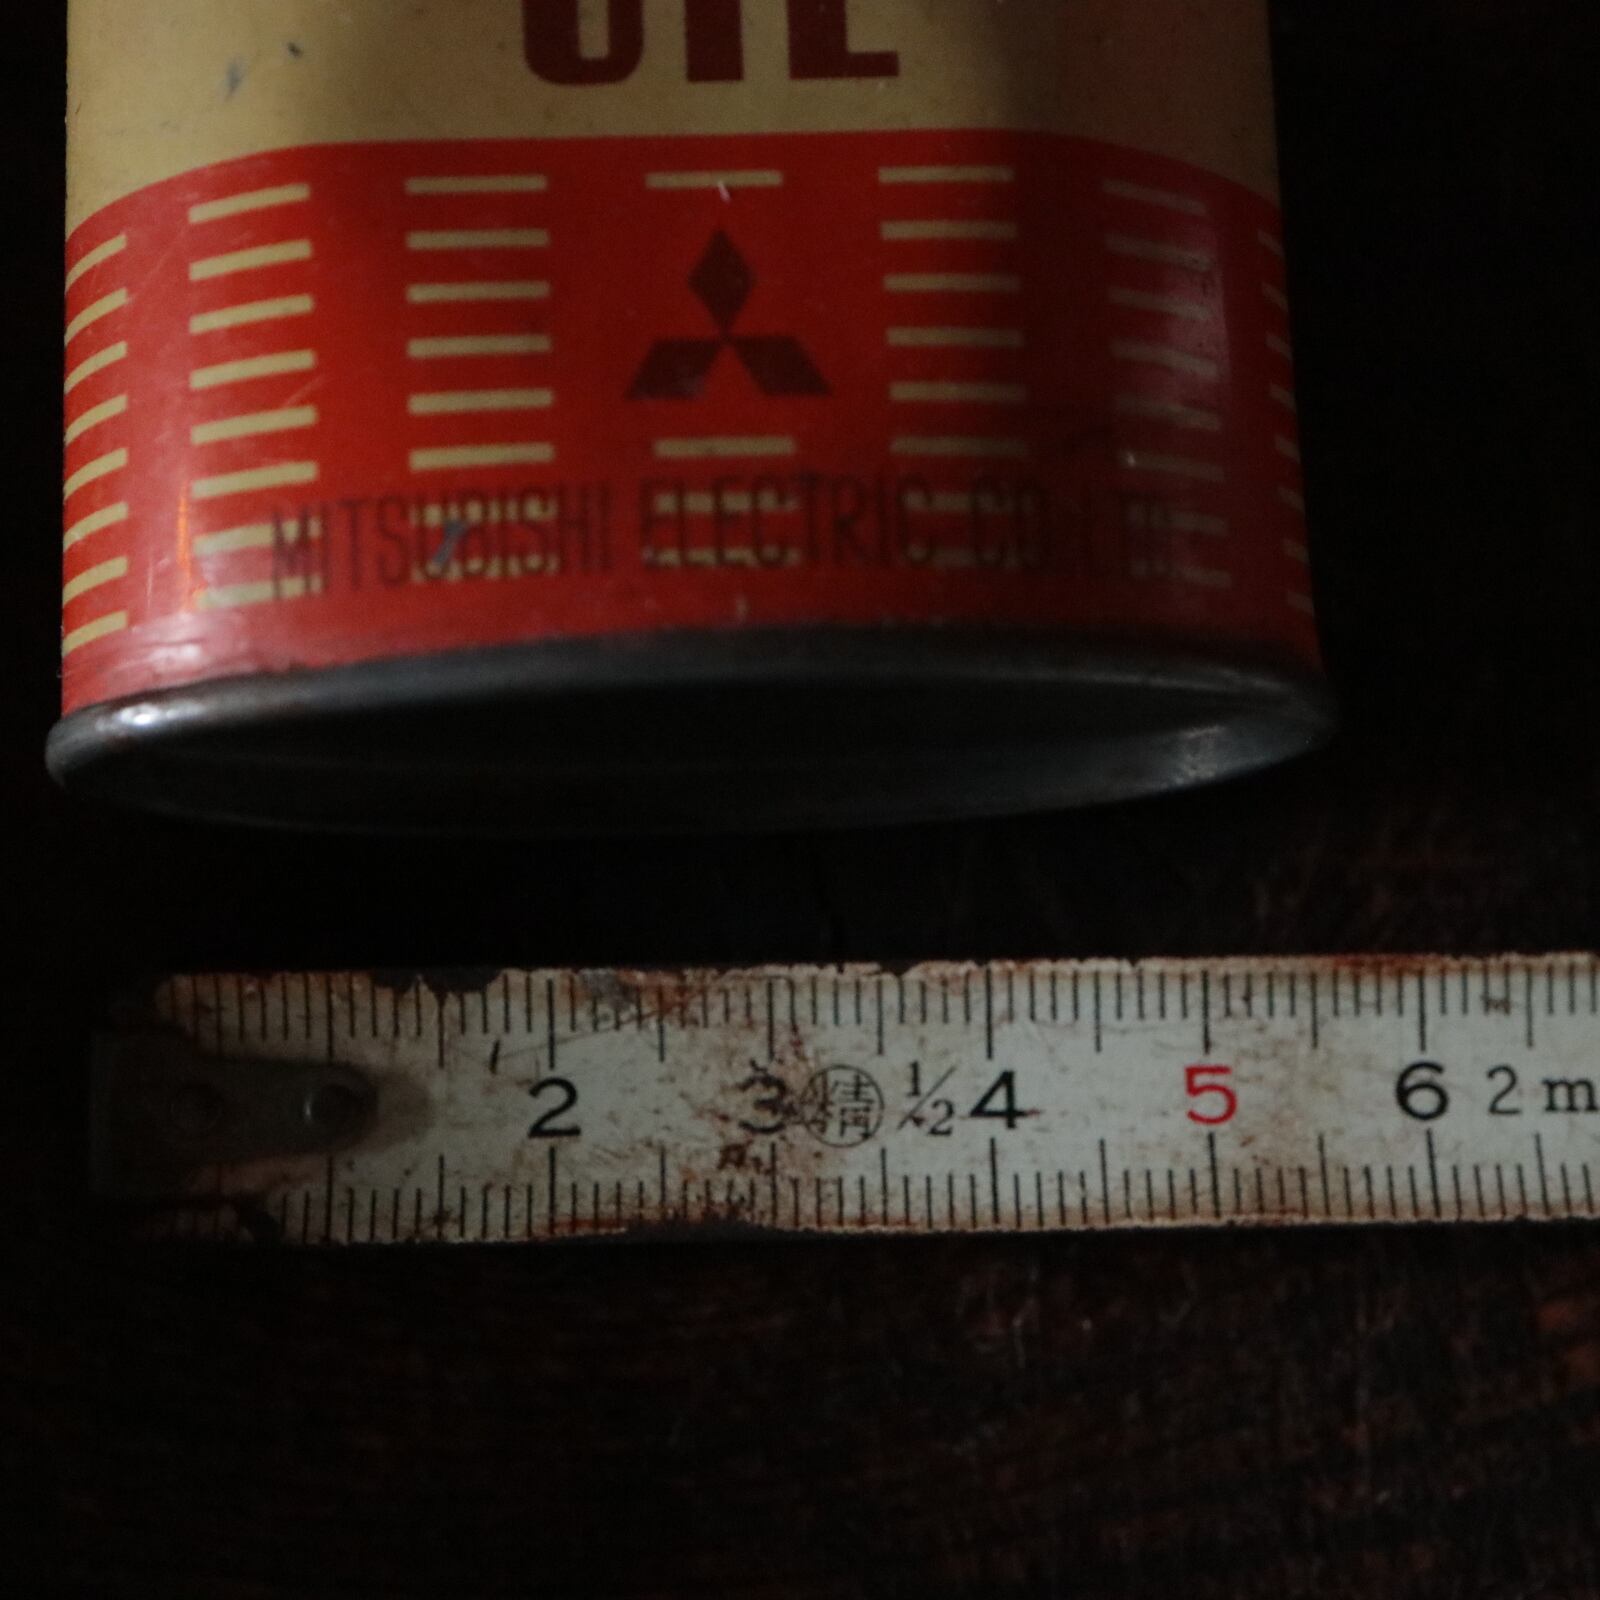 OIL
MITSUBISHI ELECTRIC CO., LTD.
2 3 精 1/2 4 5 6 2m